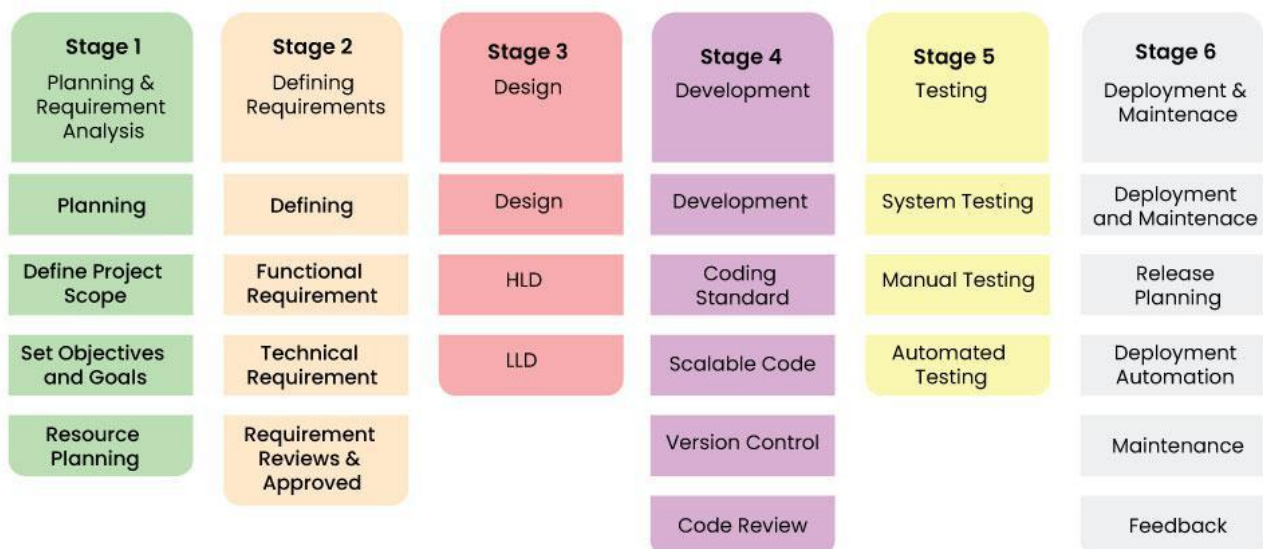 Stage 1
Planning &
Requirement
Analysis
Planning
Define Project
Scope
Set Objectives
and Goals
Resource
Planning
Stage 2
Defining
Requirements
Defining
Functional
Requirement
Technical
Requirement
Requirement
Reviews &
Approved
Stage 3
Design
Design
HLD
LLD
Stage 4
Development
Development
Coding
Standard
Scalable Code
Version Control
Code Review
Stage 5
Testing
System Testing
Manual Testing
Automated
Testing
Stage 6
Deployment &
Maintenace
Deployment
and Maintenace
Release
Planning
Deployment
Automation
Maintenance
Feedback